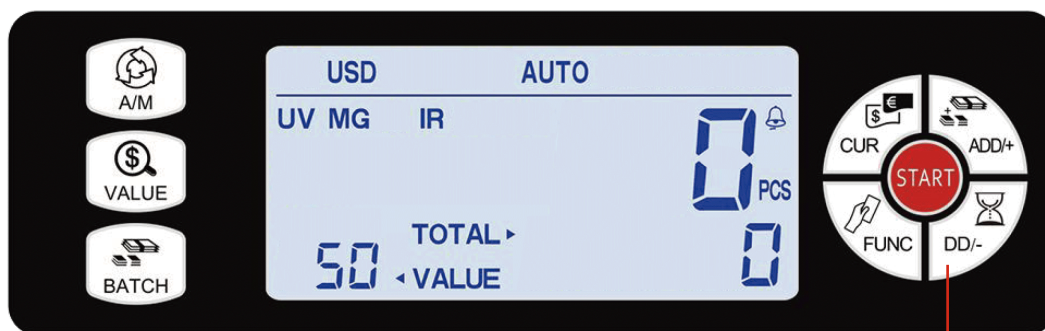 A/M
VALUE
BATCH
USD AUTO
UV MG IR
0 PCS
TOTAL
50 VALUE 0
CUR
ADD/+
START
FUNC
DD/-